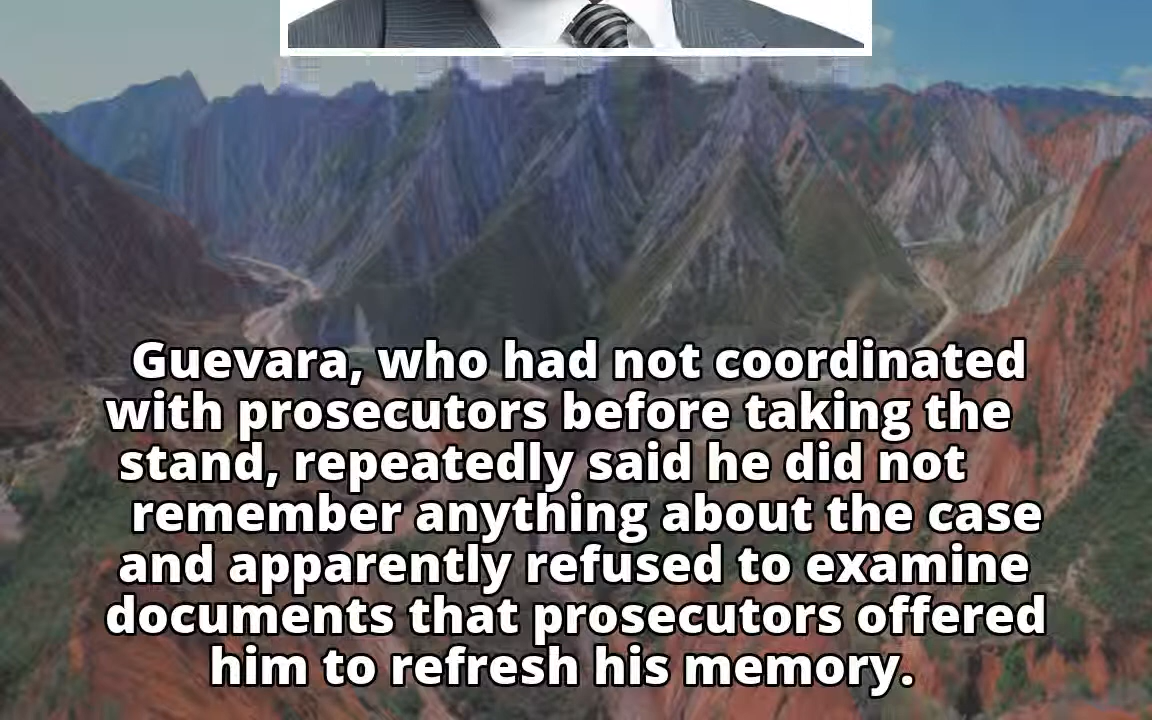 Guevara, who had not coordinated
with prosecutors before taking the
stand, repeatedly said he did not
remember anything about the case
and apparently refused to examine
documents that prosecutors offered
him to refresh his memory.